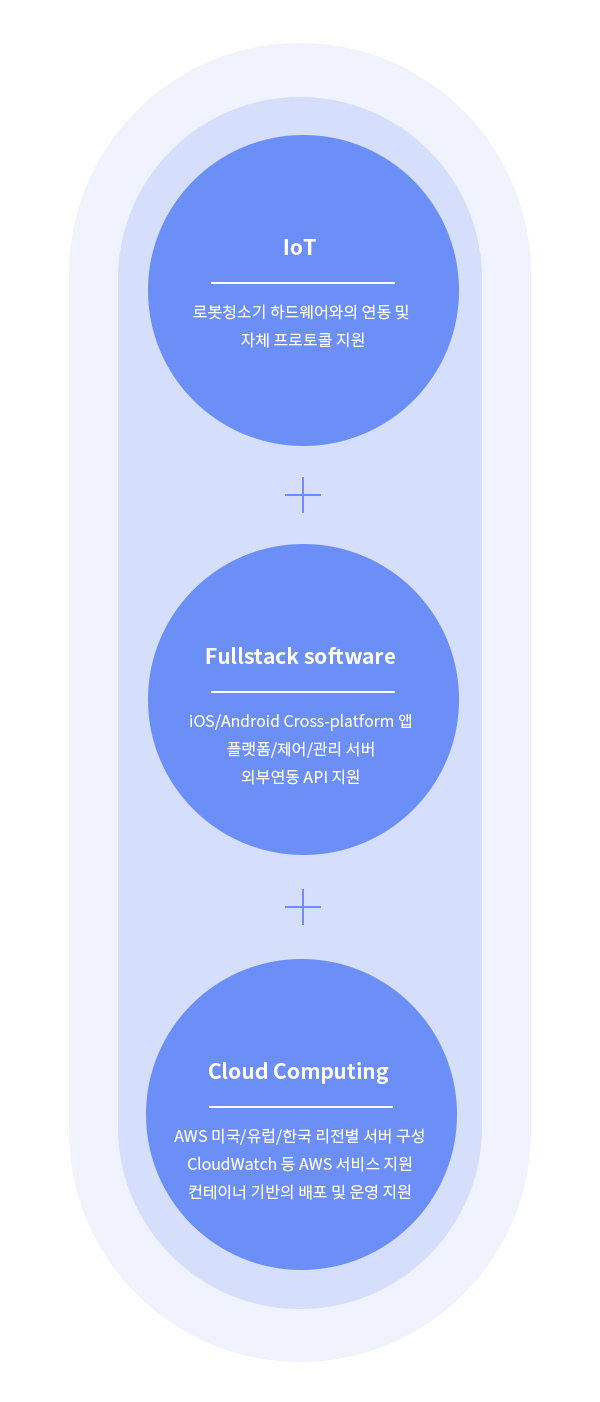 IoT
로봇청소기 하드웨어와의 연동 및
자체 프로토콜 지원
Fullstack software
iOS/Android Cross-platform 앱
플랫폼/제어/관리 서버
외부연동 API 지원
Cloud Computing
AWS 미국/유럽/한국 리전별 서버 구성
CloudWatch 등 AWS 서비스 지원
컨테이너 기반의 배포 및 운영 지원